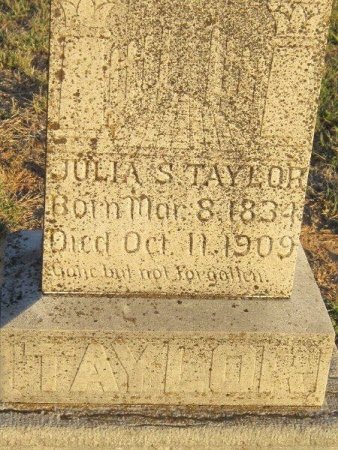 JULIA S. TAYLOR
Born Mar. 8, 1834
Died Oct. 11, 1909
Gone but not Forgotten.
TAYLOR